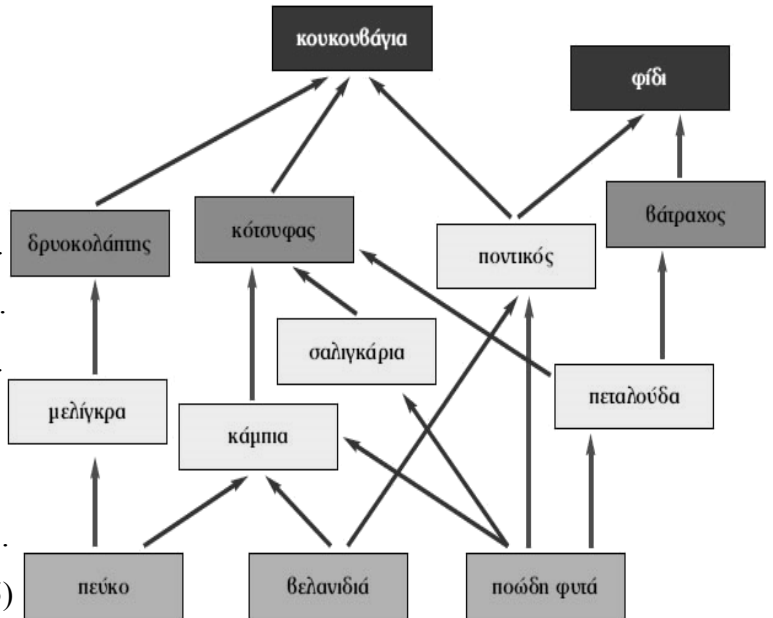 κουκουβάγια
φίδι
δρυοκολάπτης
κότσυφας
ποντικός
βάτραχος
σαλιγκάρια
μελίγκρα
κάμπια
πεταλούδα
πεύκο
βελανιδιά
ποώδη φυτά
)